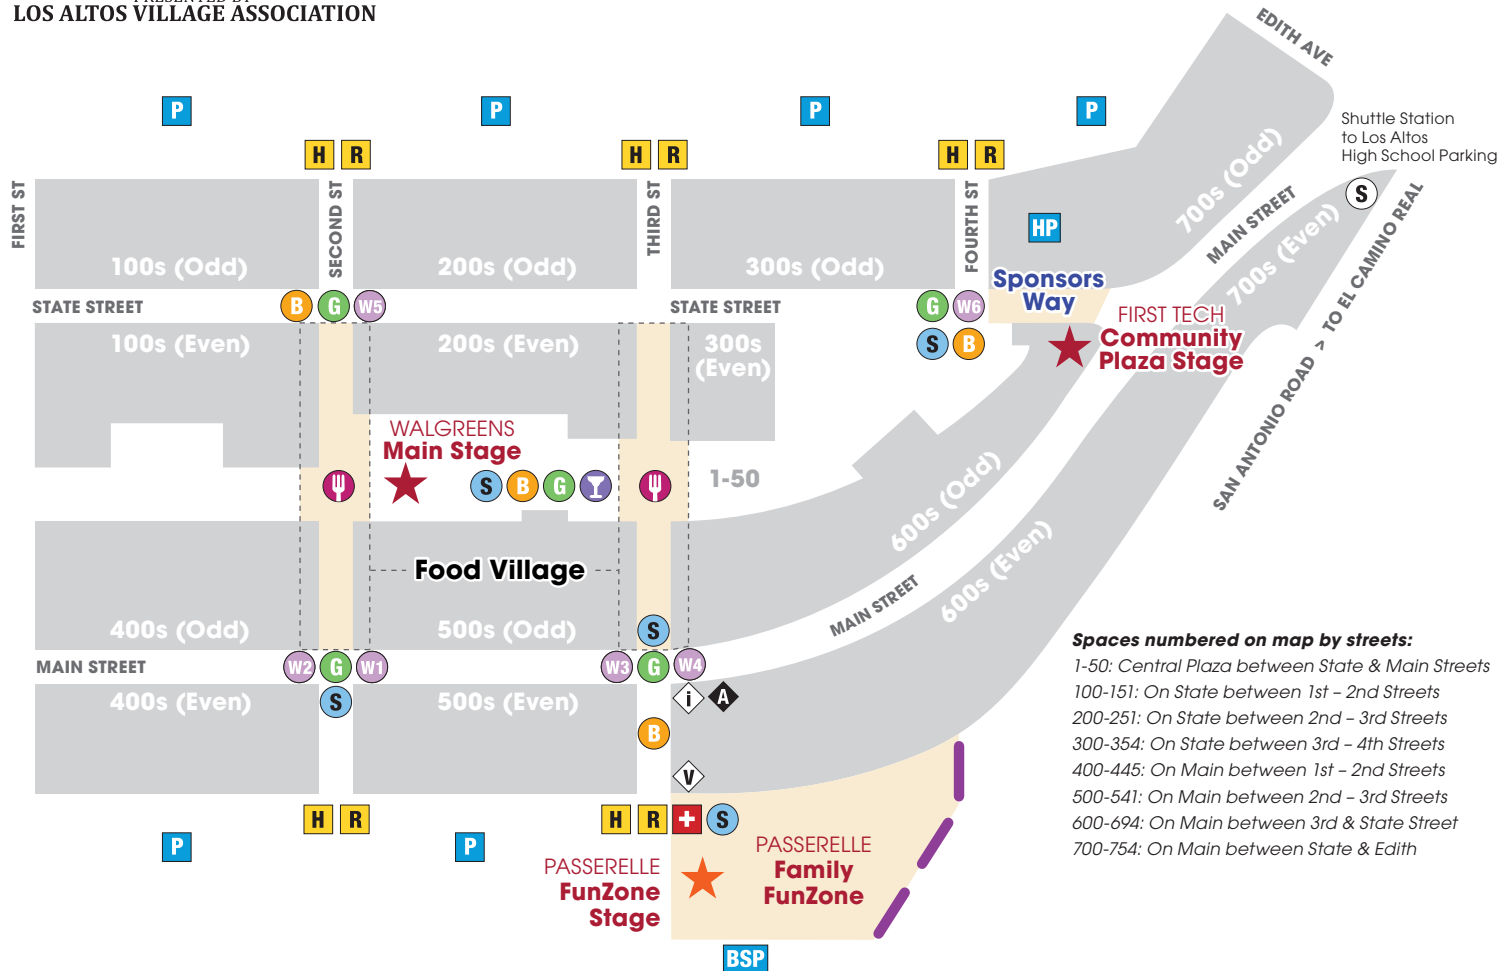 PRESENTED BY
LOS ALTOS VILLAGE ASSOCIATION
EDITH AVE
P
P
P
P
Shuttle Station
to Los Altos
High School Parking
S
H R
H R
H R
FIRST ST
SECOND ST
THIRD ST
FOURTH ST
HP
700s (Odd)
MAIN STREET
700s (Even)
SAN ANTONIO ROAD > TO EL CAMINO REAL
100s (Odd)
200s (Odd)
300s (Odd)
Sponsors
Way
STATE STREET
B G W5
STATE STREET
G W6
S B
FIRST TECH
Community
Plaza Stage
100s (Even)
200s (Even)
300s
(Even)
WALGREENS
Main Stage
S B G
1-50
600s (Odd)
600s (Even)
MAIN STREET
Food Village
400s (Odd)
500s (Odd)
S
MAIN STREET
W2 G W1
W3 G W4
400s (Even)
S
500s (Even)
i A
B
V
H R
H R
S
P
P
PASSERELLE
FunZone
Stage
PASSERELLE
Family
FunZone
BSP
Spaces numbered on map by streets:
1-50: Central Plaza between State & Main Streets
100-151: On State between 1st – 2nd Streets
200-251: On State between 2nd – 3rd Streets
300-354: On State between 3rd – 4th Streets
400-445: On Main between 1st – 2nd Streets
500-541: On Main between 2nd – 3rd Streets
600-694: On Main between 3rd & State Street
700-754: On Main between State & Edith